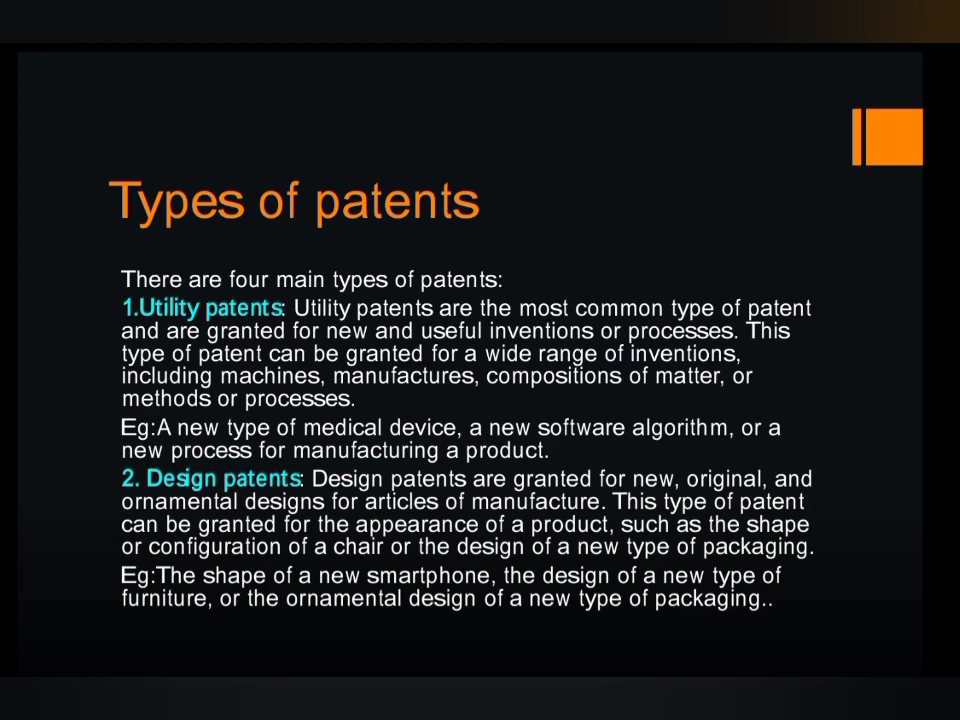 Types of patents
There are four main types of patents:
1.Utility patents: Utility patents are the most common type of patent
and are granted for new and useful inventions or processes. This
type of patent can be granted for a wide range of inventions,
including machines, manufactures, compositions of matter, or
methods or processes.
Eg:A new type of medical device, a new software algorithm, or a
new process for manufacturing a product.
2. Design patents: Design patents are granted for new, original, and
ornamental designs for articles of manufacture. This type of patent
can be granted for the appearance of a product, such as the shape
or configuration of a chair or the design of a new type of packaging.
Eg:The shape of a new smartphone, the design of a new type of
furniture, or the ornamental design of a new type of packaging..